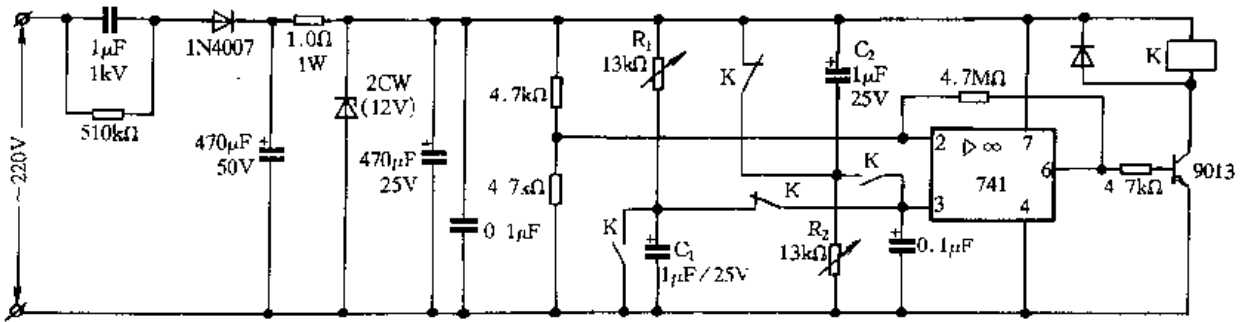 ~220V
1μF
1kV
510kΩ
1N4007
470μF
50V
1.0Ω
1W
2CW
(12V)
470μF
25V
0 1μF
4.7kΩ
4 7kΩ
R1
13kΩ
K
C1
1μF/25V
K
K
C2
1μF
25V
K
R2
13kΩ
0.1μF
4.7MΩ
2
▷∞
7
741
6
3
4
4 7kΩ
K
9013